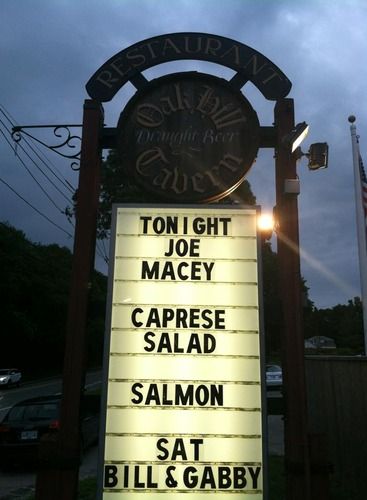 RESTAURANT
Oak Hill
Draught Beer
Tavern
TONIGHT
JOE
MACEY
CAPRESE
SALAD
SALMON
SAT
BILL & GABBY